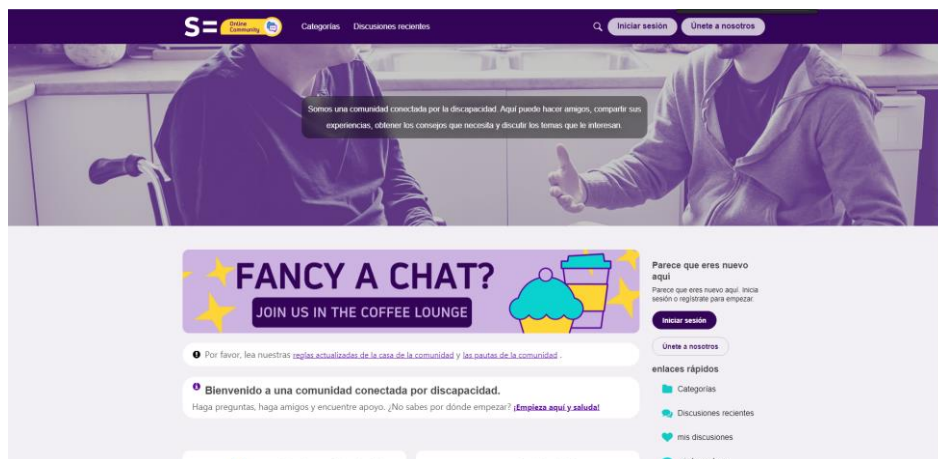 S=
Online
Community
Categorías
Discusiones recientes
Iniciar sesión
Únete a nosotros
Somos una comunidad conectada por la discapacidad. Aquí puede hacer amigos, compartir sus
experiencias, obtener los consejos que necesita y discutir los temas que le interesan.
FANCY A CHAT?
JOIN US IN THE COFFEE LOUNGE
Por favor, lea nuestras reglas actualizadas de la casa de la comunidad y las pautas de la comunidad .
Bienvenido a una comunidad conectada por discapacidad.
Haga preguntas, haga amigos y encuentre apoyo. ¿No sabes por dónde empezar? ¡Empieza aquí y saluda!
Parece que eres nuevo
aquí
Parece que eres nuevo aquí. Inicia
sesión o regístrate para empezar.
Iniciar sesión
Únete a nosotros
enlaces rápidos
Categorías
Discusiones recientes
mis discusiones